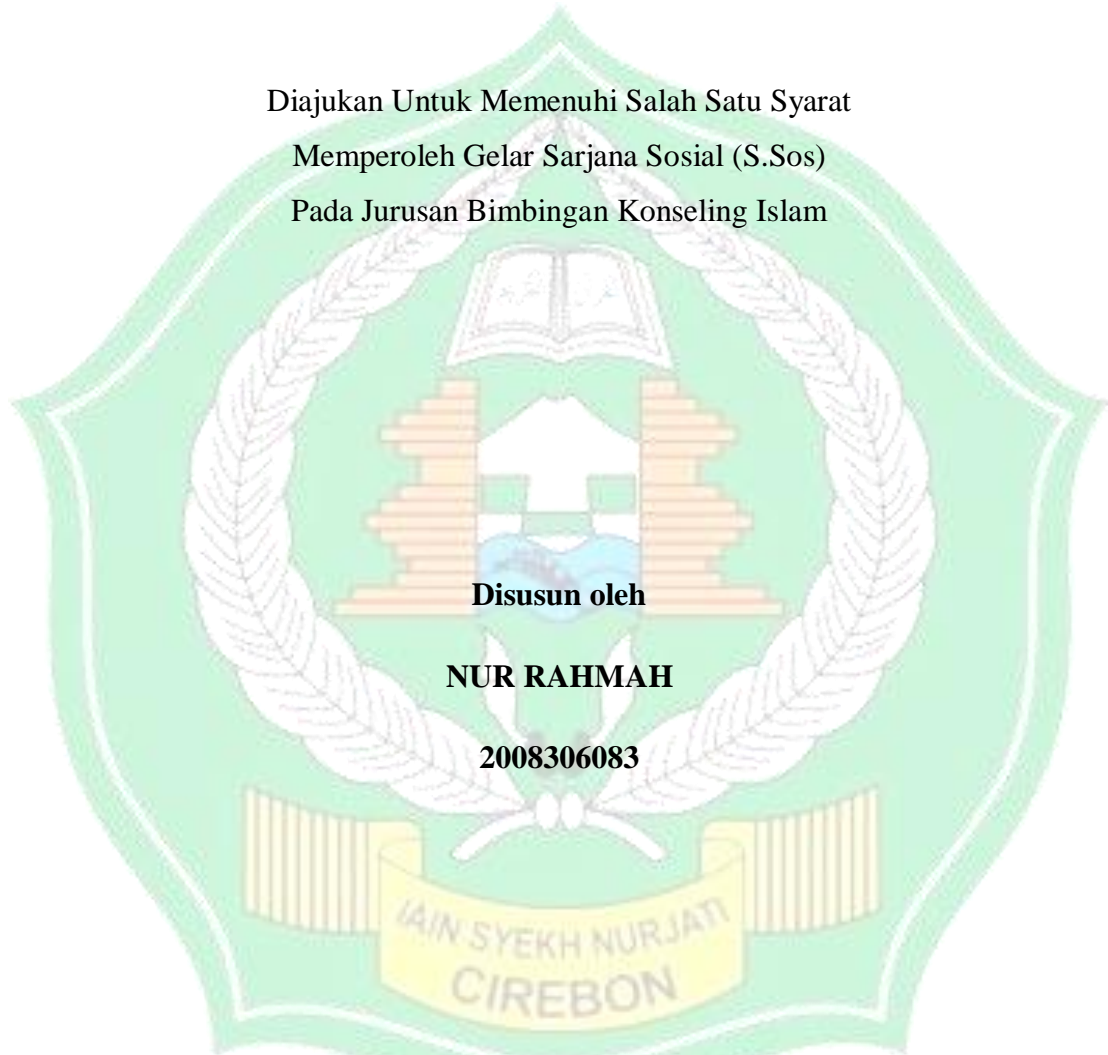 Diajukan Untuk Memenuhi Salah Satu Syarat
Memperoleh Gelar Sarjana Sosial (S.Sos)
Pada Jurusan Bimbingan Konseling Islam
Disusun oleh
NUR RAHMAH
2008306083
IAIN SYEKH NURJATI
CIREBON